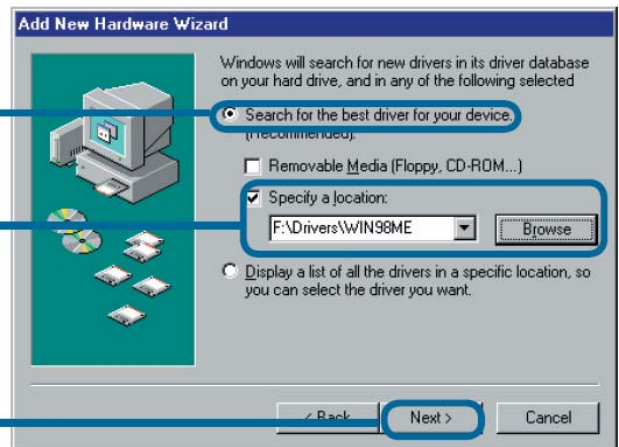 Add New Hardware Wizard
Windows will search for new drivers in its driver database
on your hard drive, and in any of the following selected
Search for the best driver for your device.
(Recommended).
Removable Media (Floppy, CD-ROM...)
Specify a location:
F:\Drivers\WIN98ME
Browse
Display a list of all the drivers in a specific location, so
you can select the driver you want.
< Back
Next >
Cancel